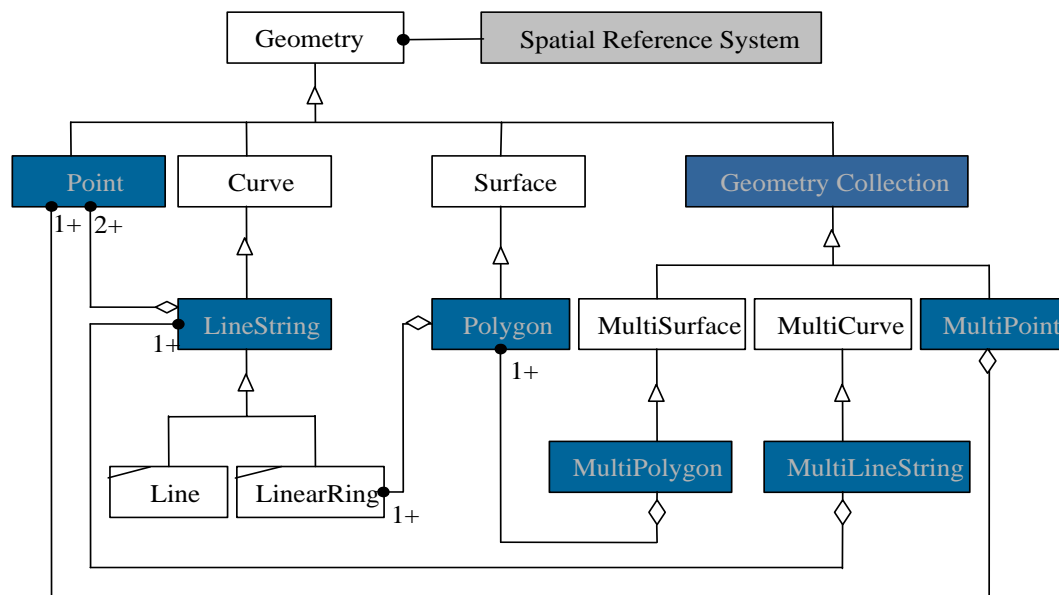 Geometry
Spatial Reference System
Point
Curve
Surface
Geometry Collection
1+
2+
LineString
Polygon
MultiSurface
MultiCurve
MultiPoint
1+
1+
MultiPolygon
MultiLineString
Line
LinearRing
1+